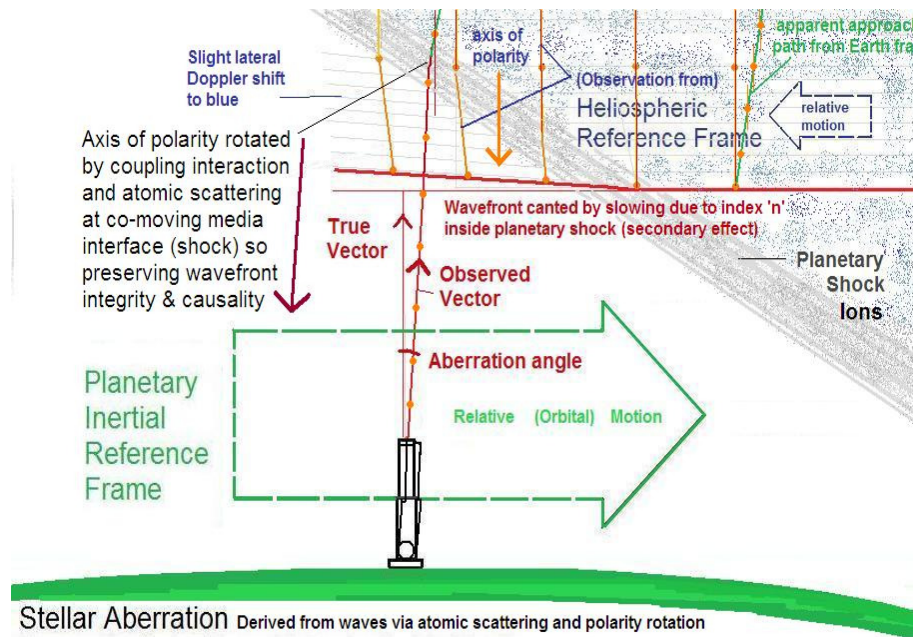 Slight lateral
Doppler shift
to blue
axis of
polarity
(Observation from)
Heliospheric
Reference Frame
apparent approach
path from Earth fra
relative
motion
Axis of polarity rotated
by coupling interaction
and atomic scattering
at co-moving media
interface (shock) so
preserving wavefront
integrity & causality
True
Vector
Wavefront canted by slowing due to index 'n'
inside planetary shock (secondary effect)
Observed
Vector
Planetary
Shock
Ions
Aberration angle
Planetary
Inertial
Reference
Frame
Relative (Orbital) Motion
Stellar Aberration Derived from waves via atomic scattering and polarity rotation